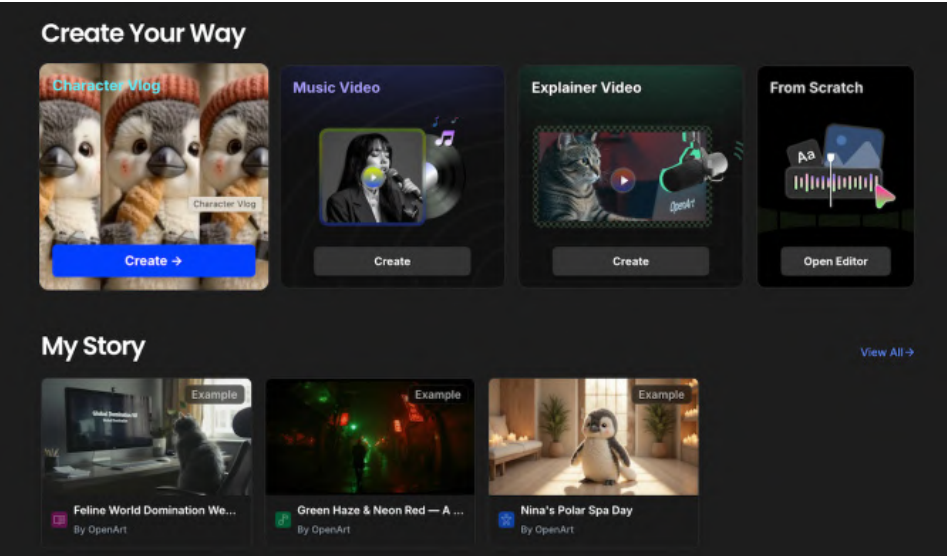 Create Your Way
Character Vlog
Music Video
Explainer Video
From Scratch
Aa
Character Vlog
OpenArt
Create →
Create
Create
Open Editor
My Story
View All→
Example
Example
Example
Global Domination
Feline World Domination We...
By OpenArt
Green Haze & Neon Red — A ...
By OpenArt
Nina's Polar Spa Day
By OpenArt